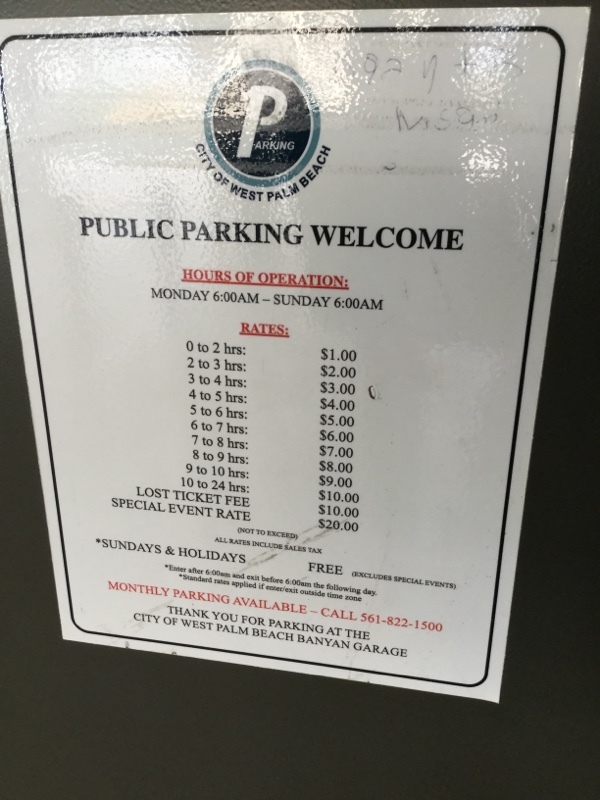 PARKING
CITY OF WEST PALM BEACH
PUBLIC PARKING WELCOME
HOURS OF OPERATION:
MONDAY 6:00AM – SUNDAY 6:00AM
RATES:
0 to 2 hrs: $1.00
2 to 3 hrs: $2.00
3 to 4 hrs: $3.00
4 to 5 hrs: $4.00
5 to 6 hrs: $5.00
6 to 7 hrs: $6.00
7 to 8 hrs: $7.00
8 to 9 hrs: $8.00
9 to 10 hrs: $9.00
10 to 24 hrs: $10.00
LOST TICKET FEE $10.00
SPECIAL EVENT RATE $20.00
(NOT TO EXCEED)
ALL RATES INCLUDE SALES TAX
*SUNDAYS & HOLIDAYS FREE (EXCLUDES SPECIAL EVENTS)
*Enter after 6:00am and exit before 6:00am the following day.
*Standard rates applied if enter/exit outside time zone
MONTHLY PARKING AVAILABLE – CALL 561-822-1500
THANK YOU FOR PARKING AT THE
CITY OF WEST PALM BEACH BANYAN GARAGE